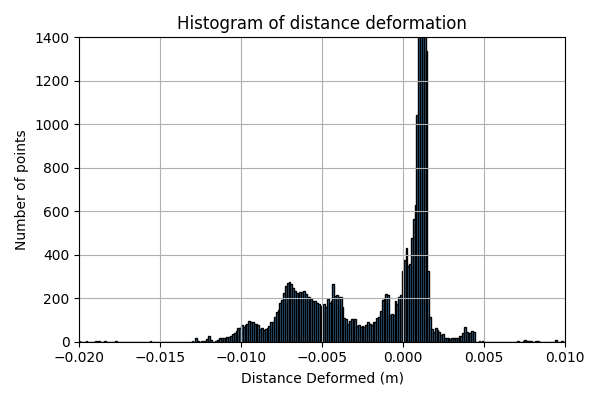 Histogram of distance deformation
1400
1200
1000
800
600
400
200
0
Number of points
−0.020 −0.015 −0.010 −0.005 0.000 0.005 0.010
Distance Deformed (m)